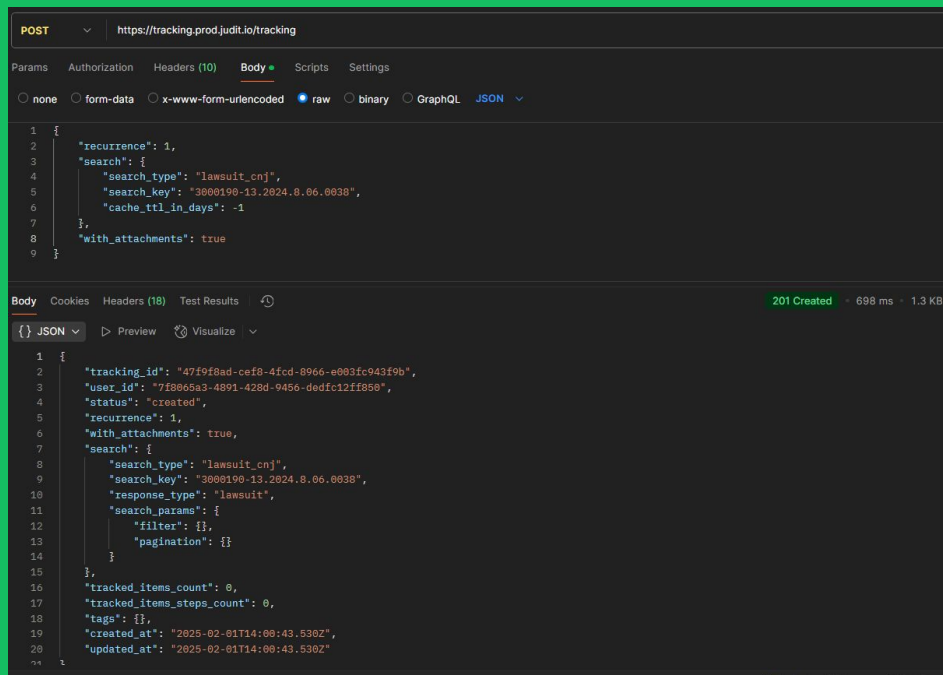 POST https://tracking.prod.judit.io/tracking
Params Authorization Headers (10) Body Scripts Settings
none form-data x-www-form-urlencoded raw binary GraphQL JSON
1 {
2 "recurrence": 1,
3 "search": {
4 "search_type": "lawsuit_cnj",
5 "search_key": "3000190-13.2024.8.06.0038",
6 "cache_ttl_in_days": -1
7 },
8 "with_attachments": true
9 }
Body Cookies Headers (18) Test Results 201 Created 698 ms 1.3 KB
{} JSON Preview Visualize
1 {
2 "tracking_id": "47f9f8ad-cef8-4fcd-8966-e003fc943f9b",
3 "user_id": "7f8065a3-4891-428d-9456-dedfc12ff850",
4 "status": "created",
5 "recurrence": 1,
6 "with_attachments": true,
7 "search": {
8 "search_type": "lawsuit_cnj",
9 "search_key": "3000190-13.2024.8.06.0038",
10 "response_type": "lawsuit",
11 "search_params": {
12 "filter": {},
13 "pagination": {}
14 }
15 },
16 "tracked_items_count": 0,
17 "tracked_items_steps_count": 0,
18 "tags": {},
19 "created_at": "2025-02-01T14:00:43.530Z",
20 "updated_at": "2025-02-01T14:00:43.530Z"
21 }